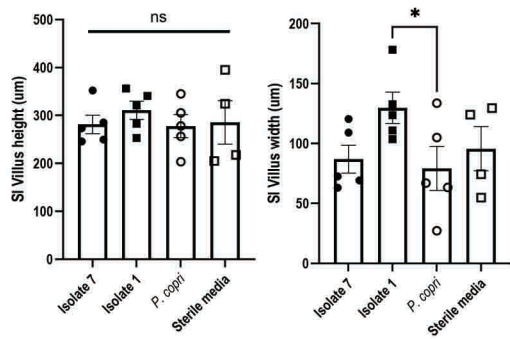 ns
SI Villus height (um)
500
400
300
200
100
0
Isolate 7
Isolate 1
P. copri
Sterile media
*
SI Villus width (um)
200
150
100
50
0
Isolate 7
Isolate 1
P. copri
Sterile media